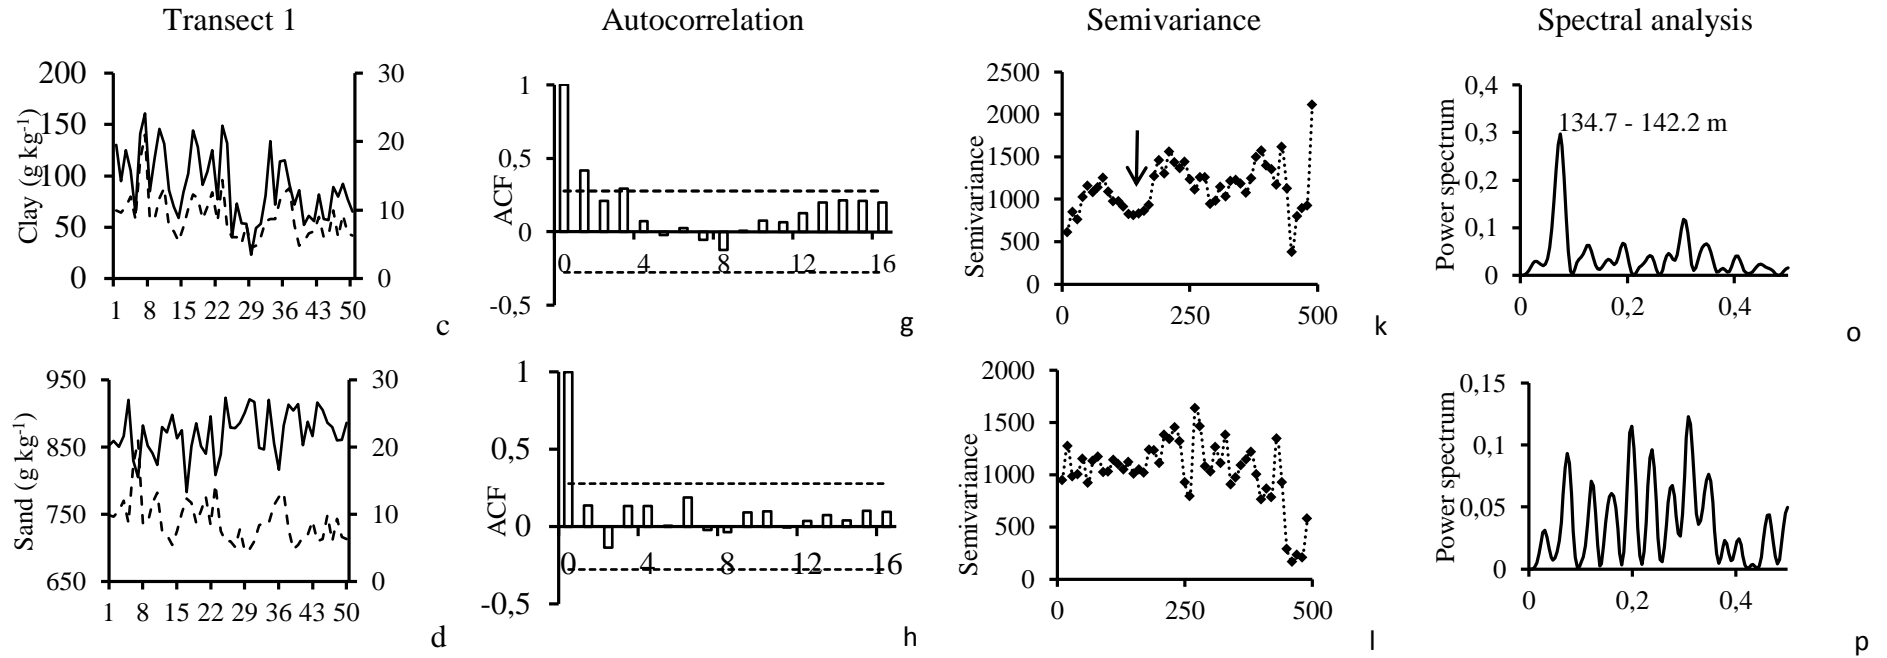 Transect 1
Autocorrelation
Semivariance
Spectral analysis
Clay (g kg-1)
200
150
100
50
0
30
20
10
0
1 8 15 22 29 36 43 50
c
ACF
1
0,5
0
-0,5
0 4 8 12 16
g
Semivariance
2500
2000
1500
1000
500
0
0 250 500
k
Power spectrum
0,4
0,3
0,2
0,1
0
134.7 - 142.2 m
0 0,2 0,4
o
Sand (g kg-1)
950
850
750
650
30
20
10
0
1 8 15 22 29 36 43 50
d
ACF
1
0,5
0
-0,5
0 4 8 12 16
h
Semivariance
2000
1500
1000
500
0
0 250 500
l
Power spectrum
0,15
0,1
0,05
0
0 0,2 0,4
p